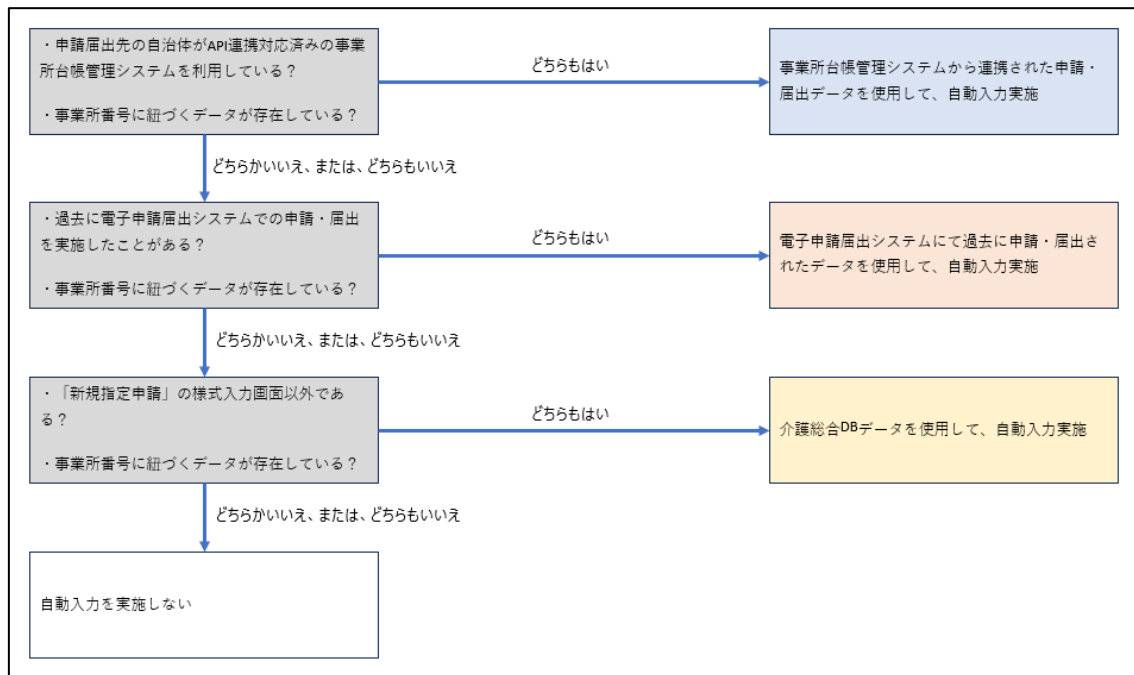 ・申請届出先の自治体がAPI連携対応済みの事業
所台帳管理システムを利用している？
・事業所番号に紐づくデータが存在している？
どちらもはい
事業所台帳管理システムから連携された申請・
届出データを使用して、自動入力実施
どちらかいいえ、または、どちらもいいえ
・過去に電子申請届出システムでの申請・届出
を実施したことがある？
・事業所番号に紐づくデータが存在している？
どちらもはい
電子申請届出システムにて過去に申請・届出さ
れたデータを使用して、自動入力実施
どちらかいいえ、または、どちらもいいえ
・「新規指定申請」の様式入力画面以外であ
る？
・事業所番号に紐づくデータが存在している？
どちらもはい
介護総合DBデータを使用して、自動入力実施
どちらかいいえ、または、どちらもいいえ
自動入力を実施しない